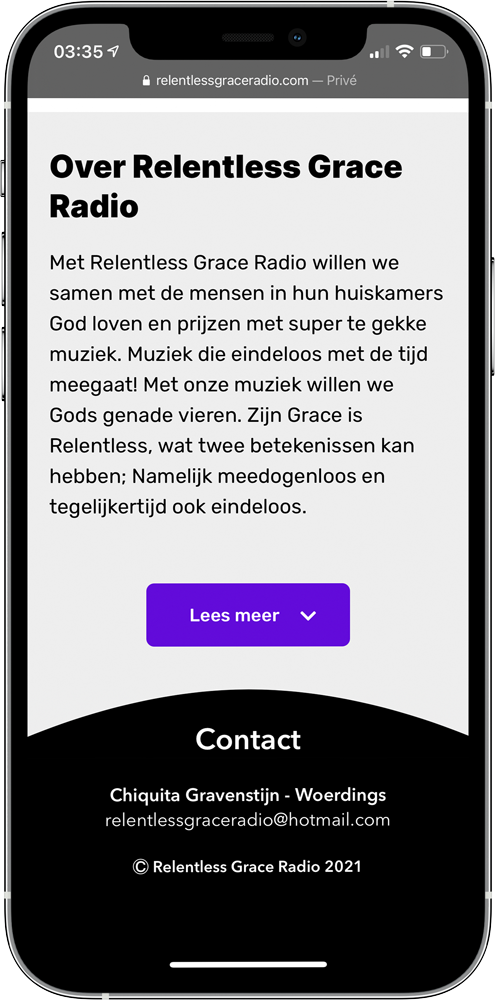 03:35
relentlessgraceradio.com — Privé
Over Relentless Grace
Radio
Met Relentless Grace Radio willen we
samen met de mensen in hun huiskamers
God loven en prijzen met super te gekke
muziek. Muziek die eindeloos met de tijd
meegaat! Met onze muziek willen we
Gods genade vieren. Zijn Grace is
Relentless, wat twee betekenissen kan
hebben; Namelijk meedogenloos en
tegelijkertijd ook eindeloos.
Lees meer
Contact
Chiquita Gravenstijn - Woerdings
relentlessgraceradio@hotmail.com
© Relentless Grace Radio 2021